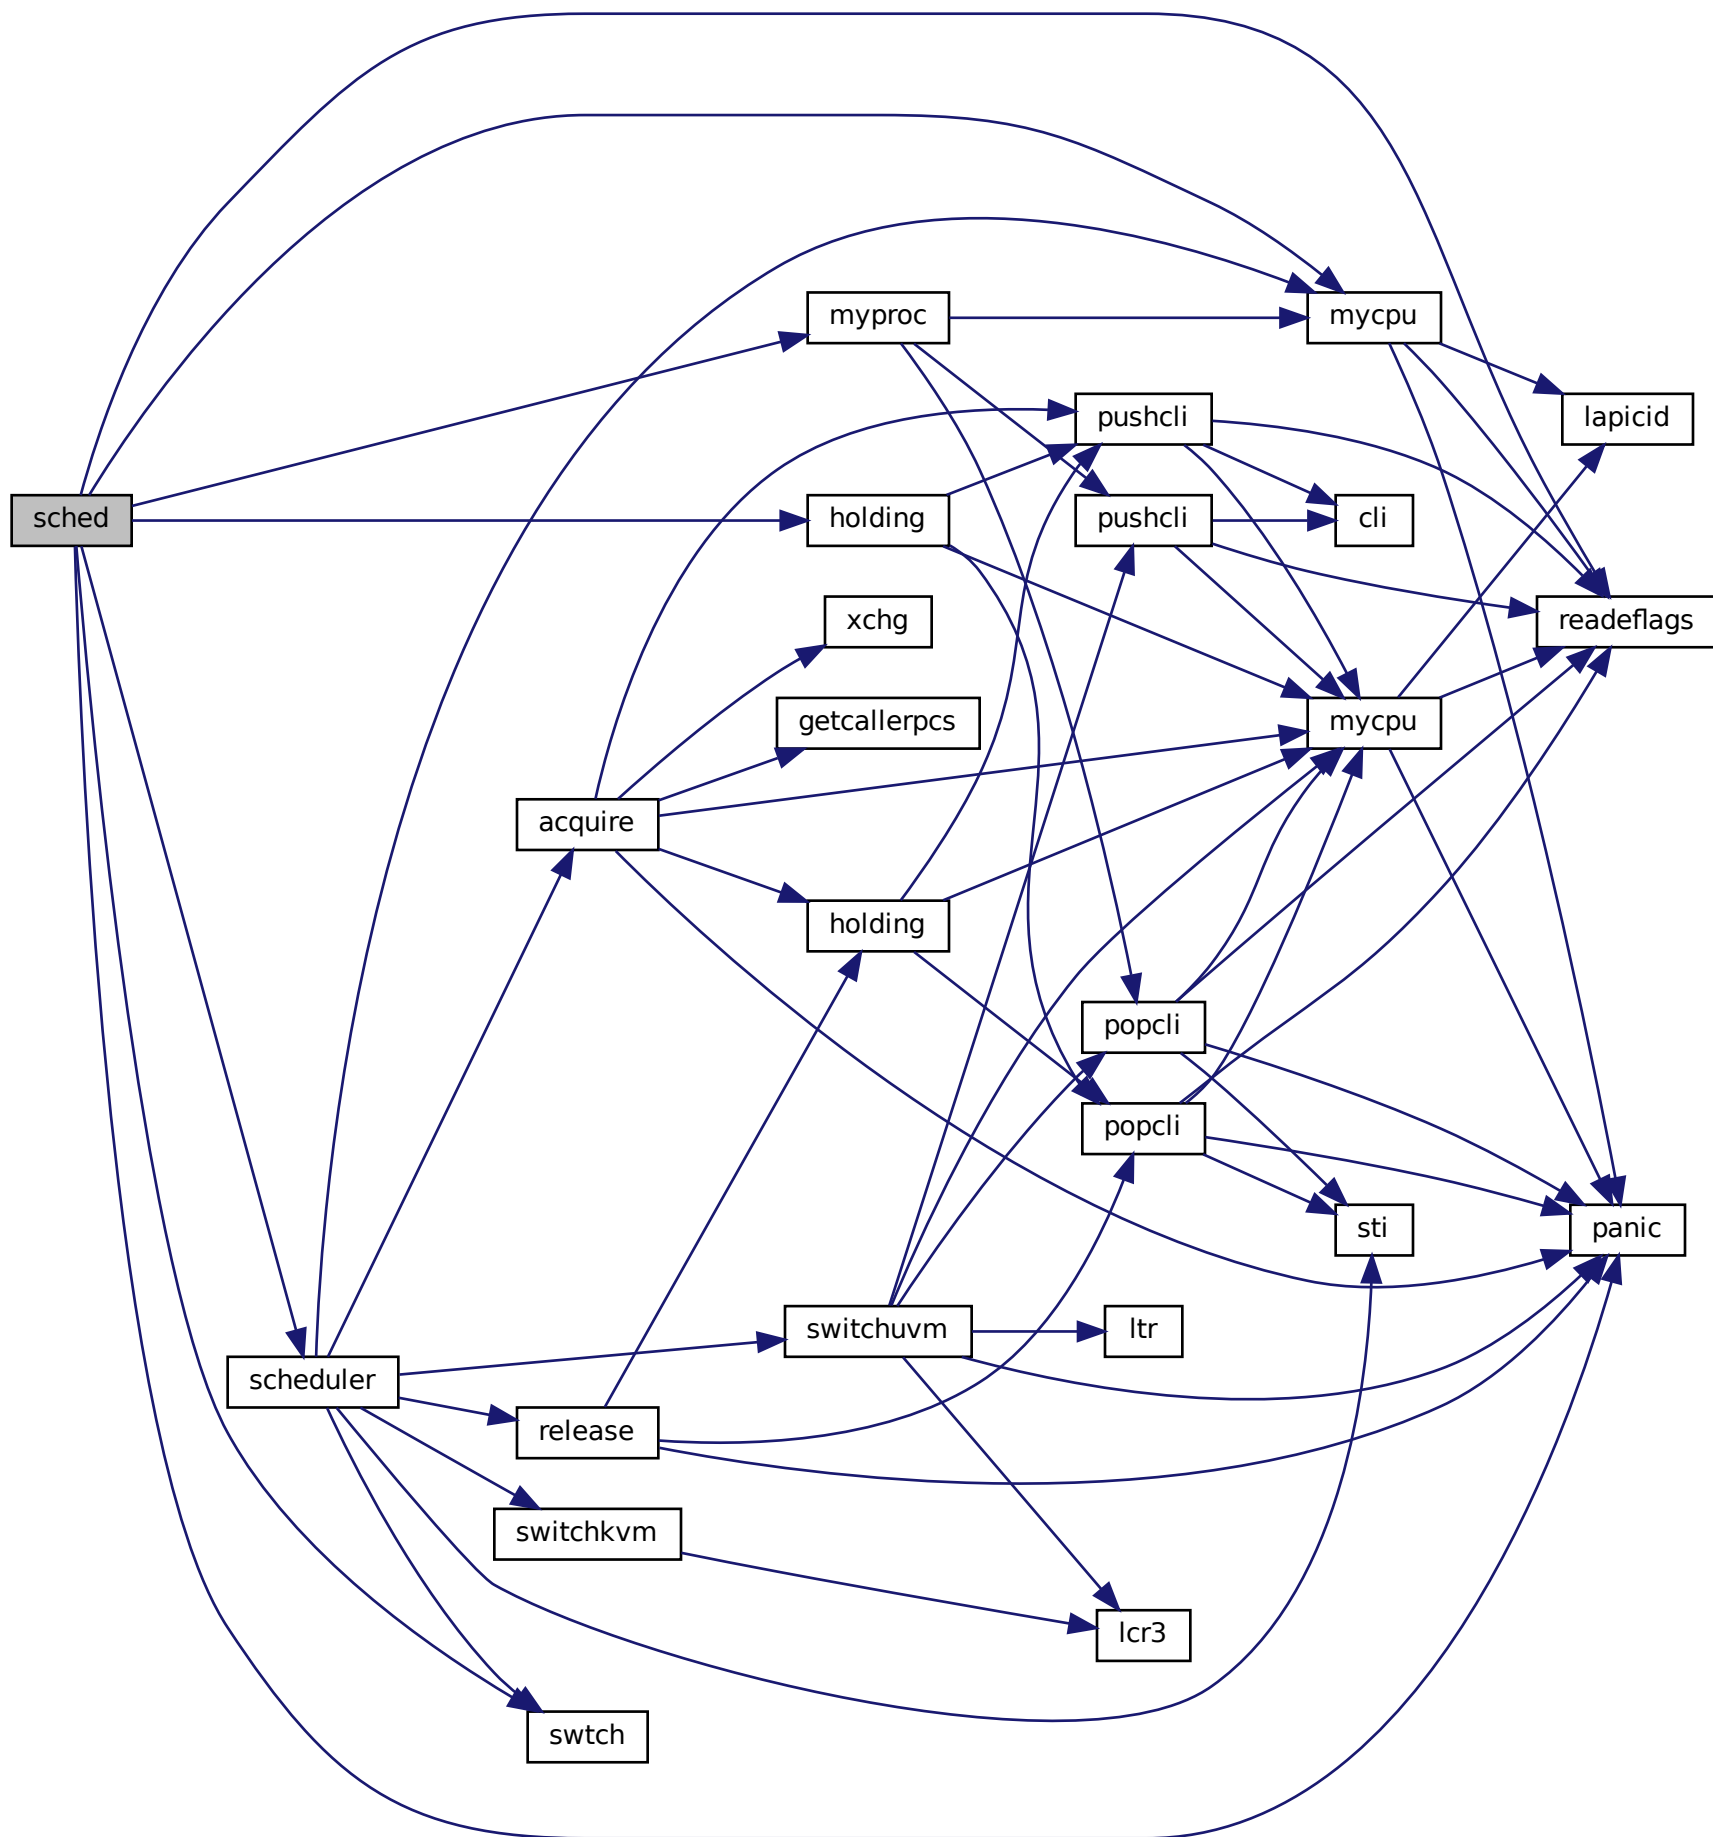 myproc
mycpu
lapicid
pushcli
sched
holding
pushcli
cli
xchg
readeflags
getcallerpcs
mycpu
acquire
holding
popcli
popcli
sti
panic
switchuvm
ltr
scheduler
release
switchkvm
lcr3
swtch